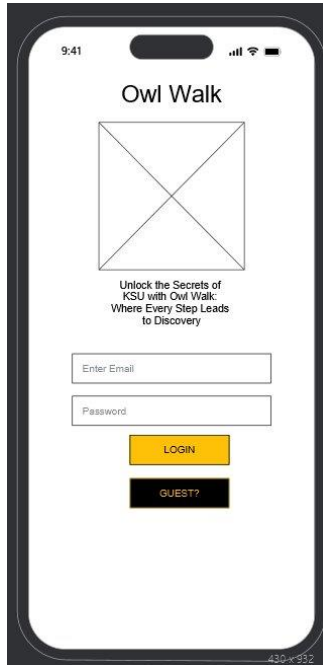 9:41
Owl Walk
Unlock the Secrets of
KSU with Owl Walk:
Where Every Step Leads
to Discovery
Enter Email
Password
LOGIN
GUEST?
430 x 932